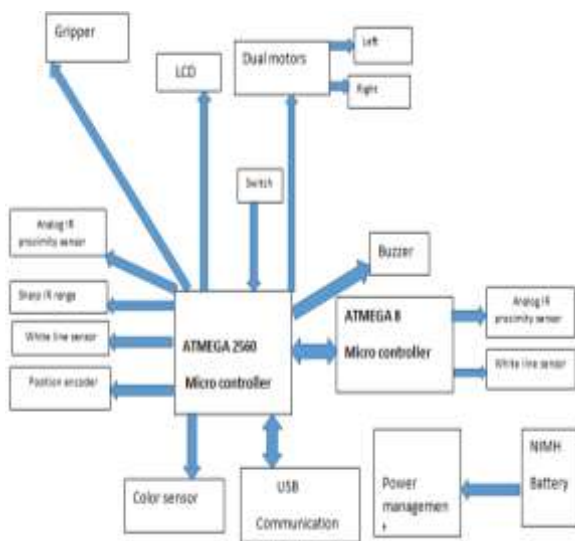 Gripper
LCD
Dual motors
Left
Right
Switch
Analog IR
proximity sensor
Buzzer
Sharp IR range
White line sensor
Position encoder
ATMEGA 2560
Micro controller
ATMEGA 8
Micro controller
Analog IR
proximity sensor
White line sensor
Color sensor
USB
Communication
Power
managemen
t
NIMH
Battery